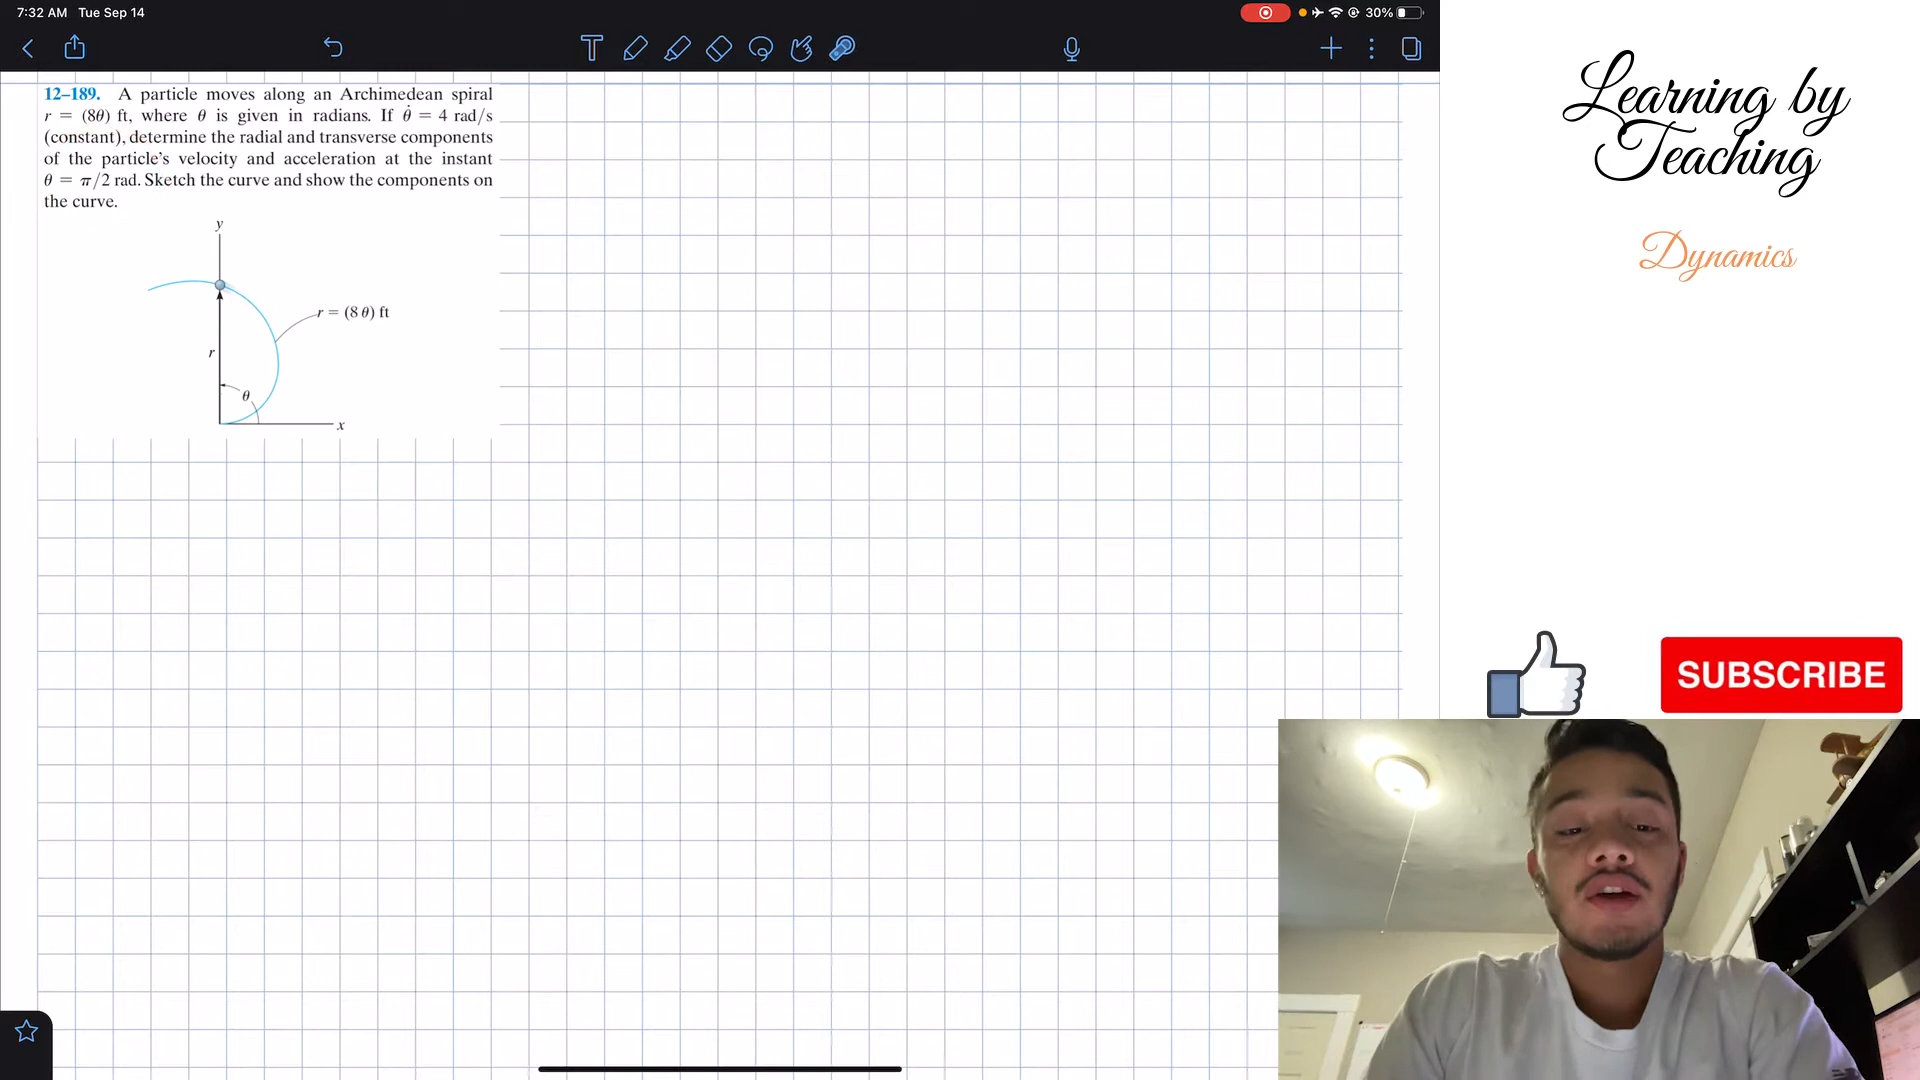 7:32 AM Tue Sep 14
30%
12–189. A particle moves along an Archimedean spiral
r = (8θ) ft, where θ is given in radians. If θ̇ = 4 rad/s
(constant), determine the radial and transverse components
of the particle's velocity and acceleration at the instant
θ = π/2 rad. Sketch the curve and show the components on
the curve.
y
r = (8 θ) ft
r
θ
x
Learning by
Teaching
Dynamics
SUBSCRIBE